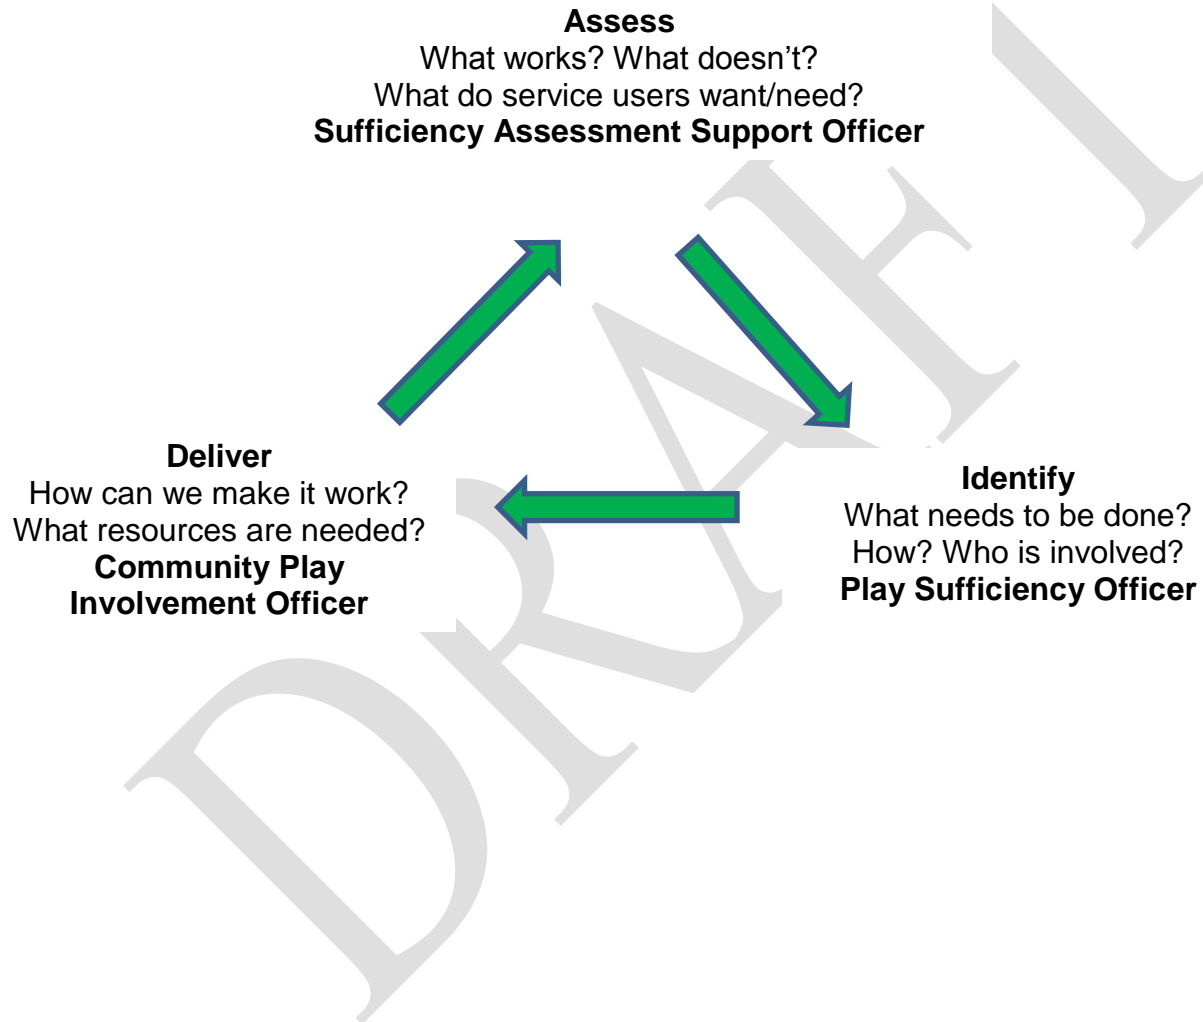 Assess
What works? What doesn’t?
What do service users want/need?
Sufficiency Assessment Support Officer
Deliver
How can we make it work?
What resources are needed?
Community Play
Involvement Officer
Identify
What needs to be done?
How? Who is involved?
Play Sufficiency Officer
DRAFT